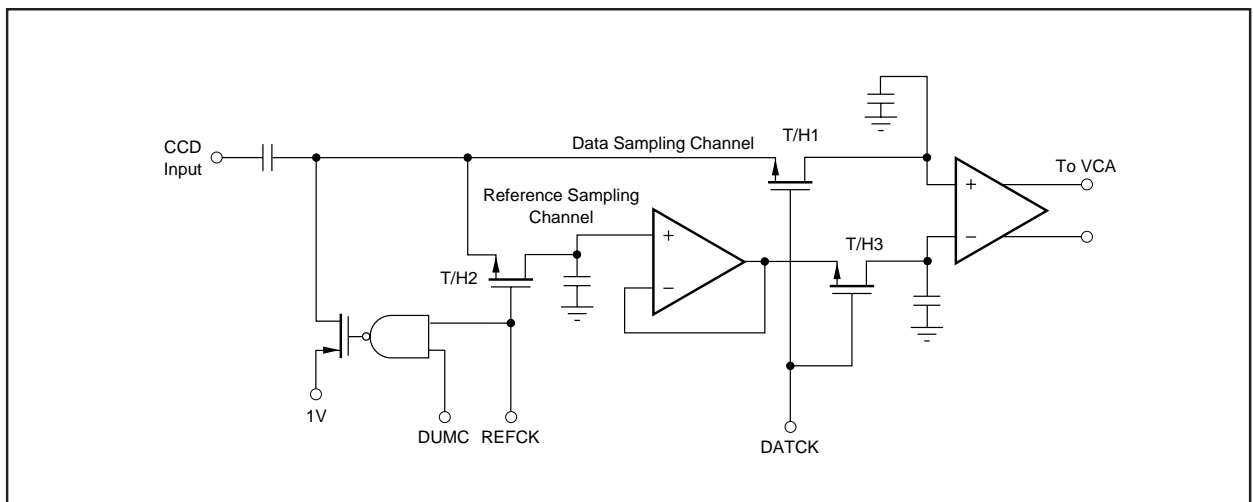 CCD
Input
Data Sampling Channel
T/H1
To VCA
+
−
Reference Sampling
Channel
T/H2
+
−
T/H3
1V
DUMC
REFCK
DATCK